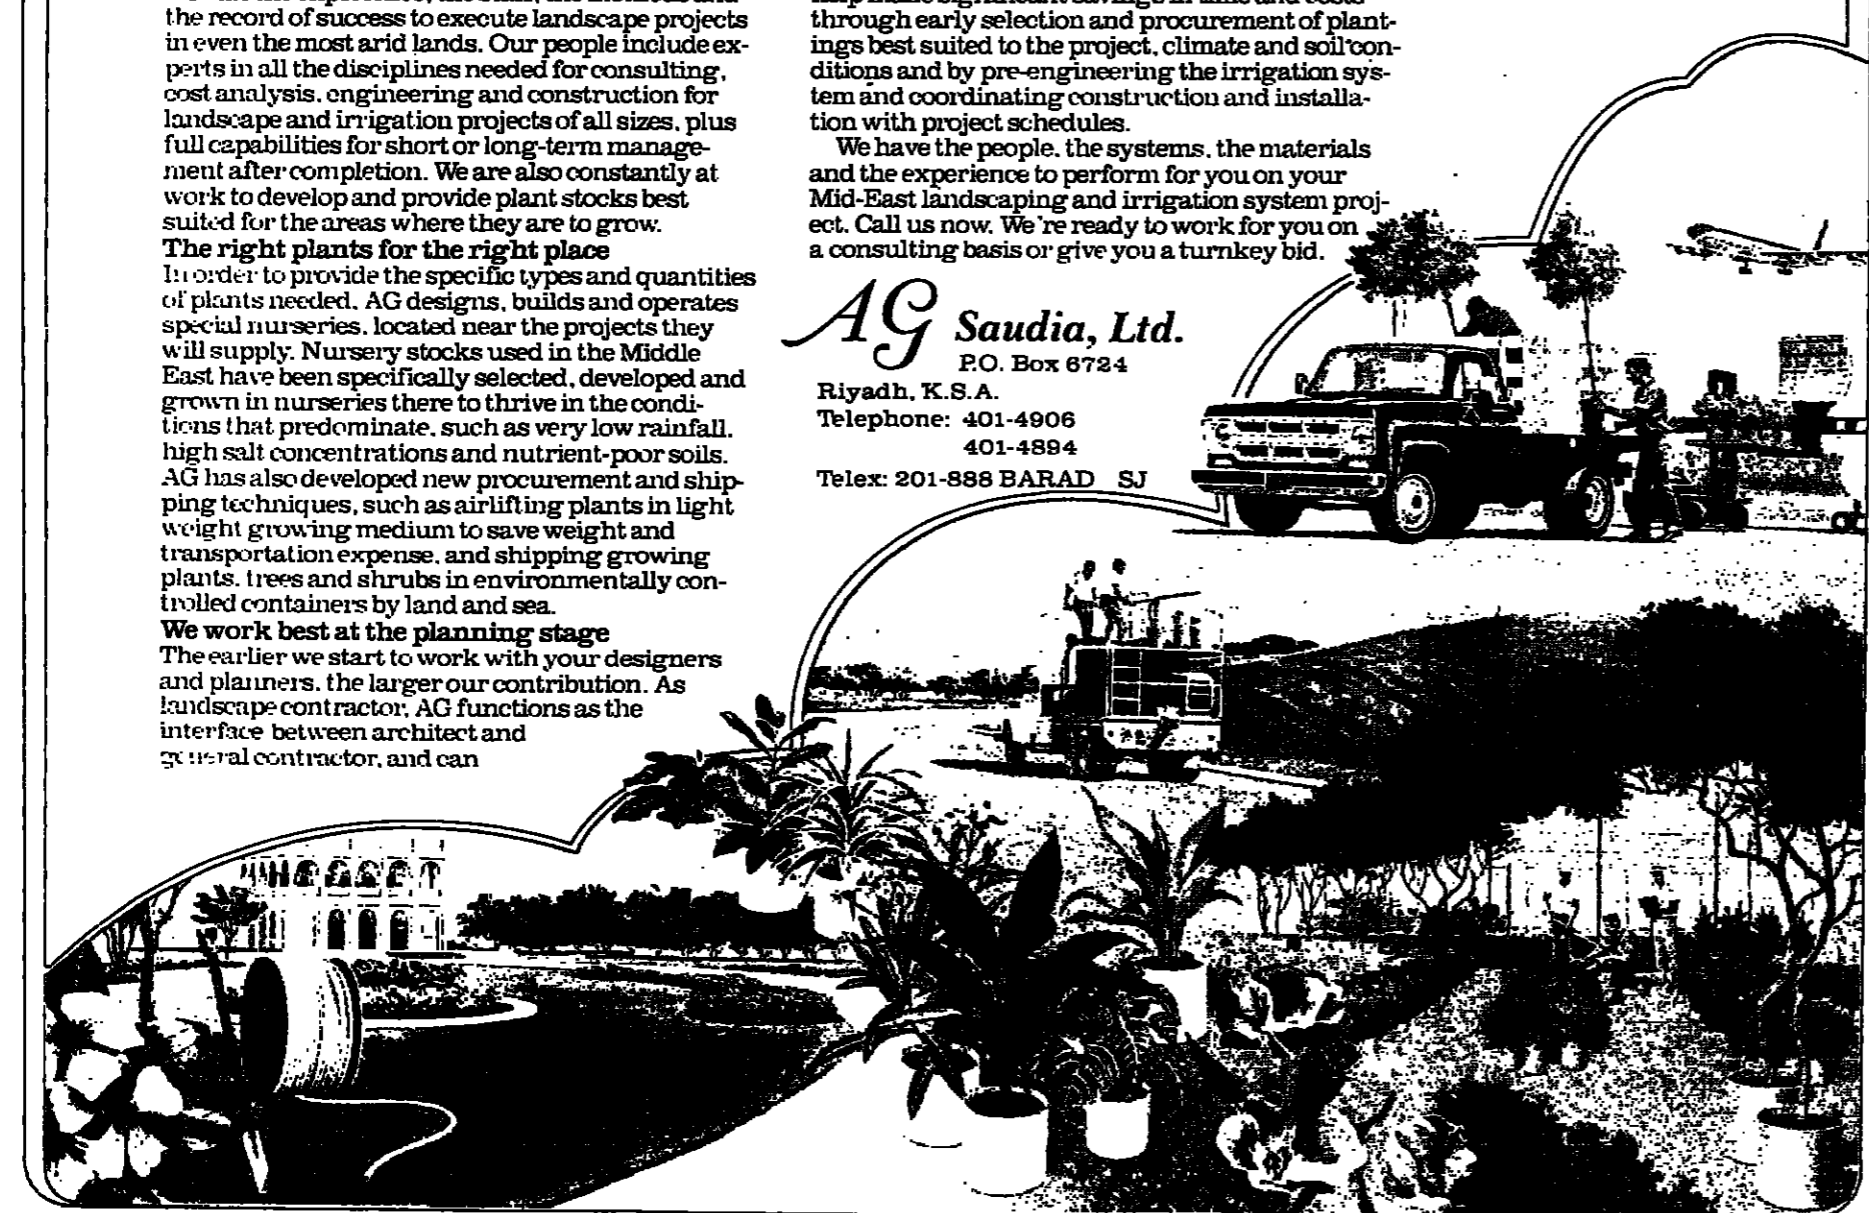 the record of success to execute landscape projects
in even the most arid lands. Our people include ex-
perts in all the disciplines needed for consulting,
cost analysis, engineering and construction for
landscape and irrigation projects of all sizes, plus
full capabilities for short or long-term manage-
ment after completion. We are also constantly at
work to develop and provide plant stocks best
suited for the areas where they are to grow.
The right plants for the right place
In order to provide the specific types and quantities
of plants needed, AG designs, builds and operates
special nurseries, located near the projects they
will supply. Nursery stocks used in the Middle
East have been specifically selected, developed and
grown in nurseries there to thrive in the condi-
tions that predominate, such as very low rainfall,
high salt concentrations and nutrient-poor soils.
AG has also developed new procurement and ship-
ping techniques, such as airlifting plants in light
weight growing medium to save weight and
transportation expense, and shipping growing
plants, trees and shrubs in environmentally con-
trolled containers by land and sea.
We work best at the planning stage
The earlier we start to work with your designers
and planners, the larger our contribution. As
landscape contractor, AG functions as the
interface between architect and
general contractor, and can
through early selection and procurement of plant-
ings best suited to the project, climate and soil con-
ditions and by pre-engineering the irrigation sys-
tem and coordinating construction and installa-
tion with project schedules.
We have the people, the systems, the materials
and the experience to perform for you on your
Mid-East landscaping and irrigation system proj-
ect. Call us now. We're ready to work for you on
a consulting basis or give you a turnkey bid.
AG Saudia, Ltd.
P.O. Box 6724
Riyadh, K.S.A.
Telephone: 401-4906
401-4894
Telex: 201-888 BARAD SJ